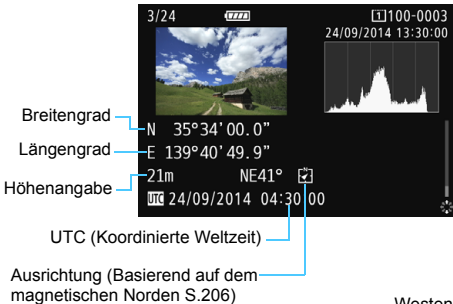 3/24 1 100-0003
24/09/2014 13:30:00
Breitengrad
N 35°34'00.0"
Längengrad
E 139°40'49.9"
Höhenangabe
21m NE41° N
UTC 24/09/2014 04:30:00
UTC (Koordinierte Weltzeit)
Ausrichtung (Basierend auf dem
magnetischen Norden S.206)
Westen